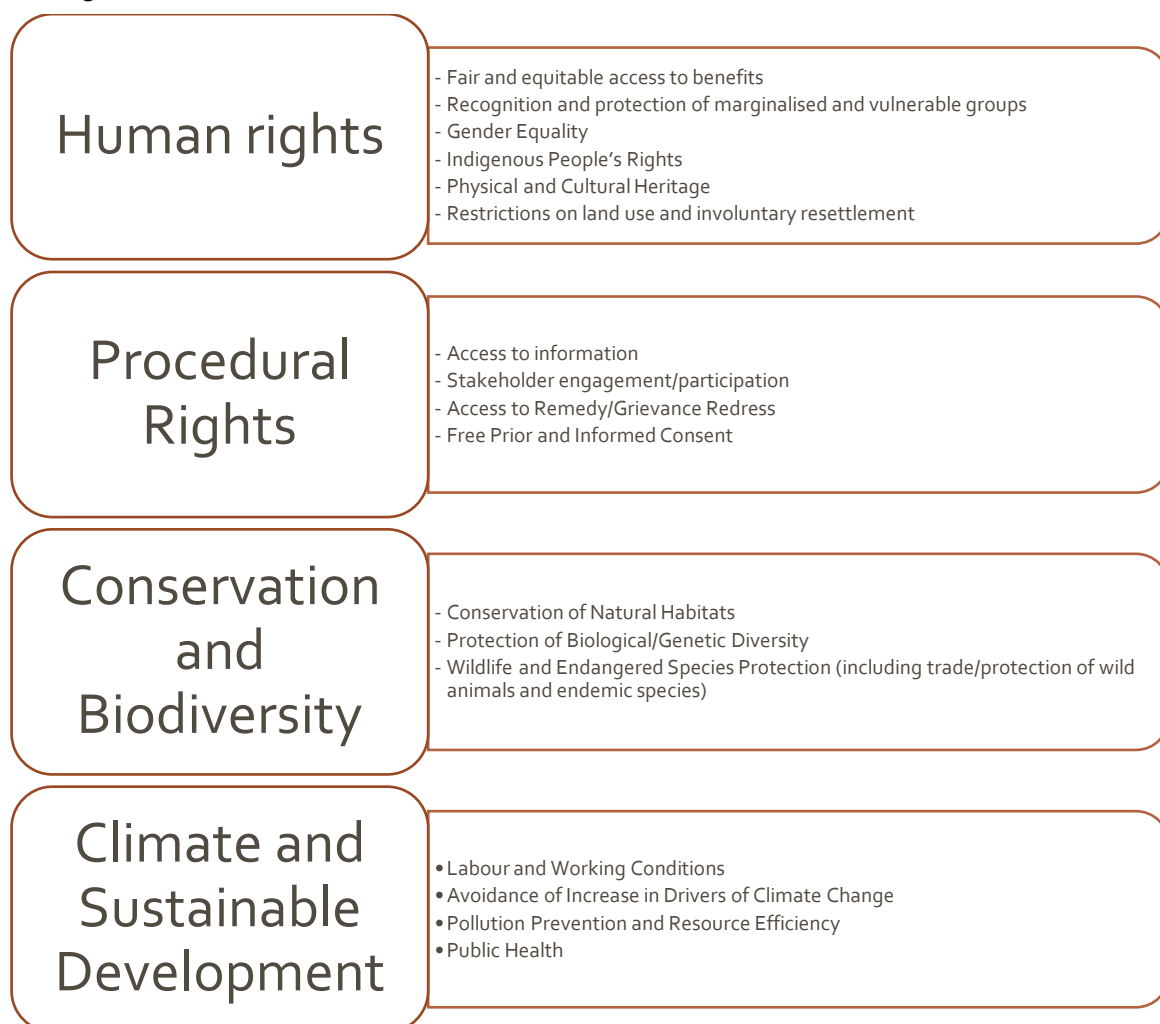 Human rights
- Fair and equitable access to benefits
- Recognition and protection of marginalised and vulnerable groups
- Gender Equality
- Indigenous People's Rights
- Physical and Cultural Heritage
- Restrictions on land use and involuntary resettlement
Procedural
Rights
- Access to information
- Stakeholder engagement/participation
- Access to Remedy/Grievance Redress
- Free Prior and Informed Consent
Conservation
and
Biodiversity
- Conservation of Natural Habitats
- Protection of Biological/Genetic Diversity
- Wildlife and Endangered Species Protection (including trade/protection of wild
animals and endemic species)
Climate and
Sustainable
Development
• Labour and Working Conditions
• Avoidance of Increase in Drivers of Climate Change
• Pollution Prevention and Resource Efficiency
• Public Health